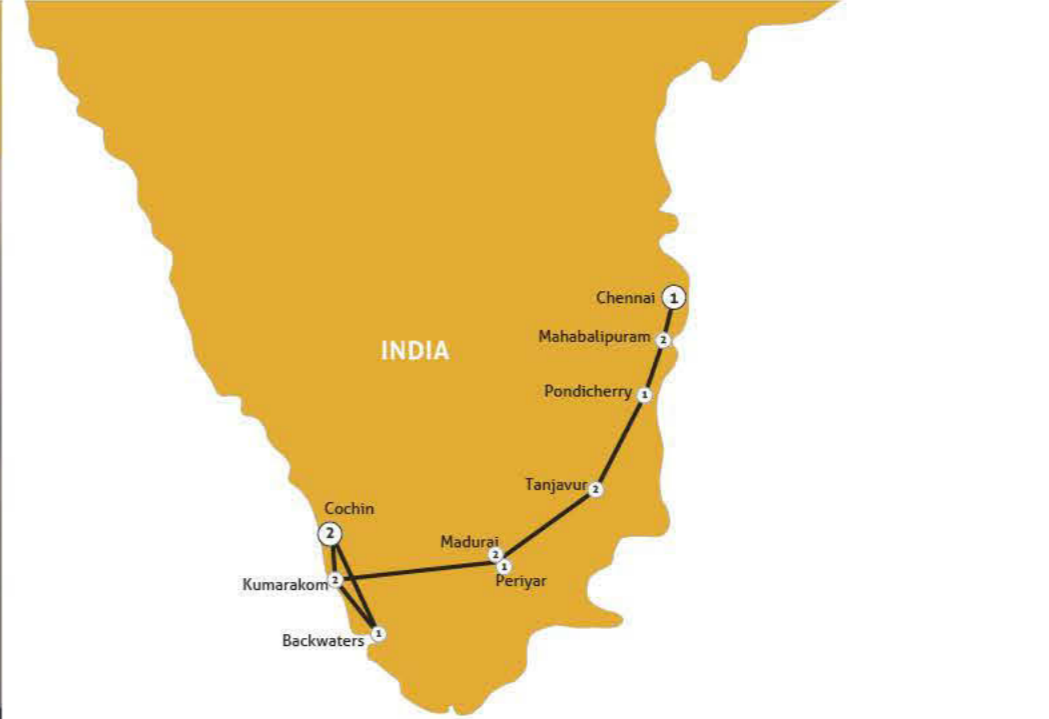 Chennai 1
Mahabalipuram 2
INDIA
Pondicherry 1
Tanjavur 2
Cochin
2
Madurai
2
1
Periyar
Kumarakom 2
Backwaters 1